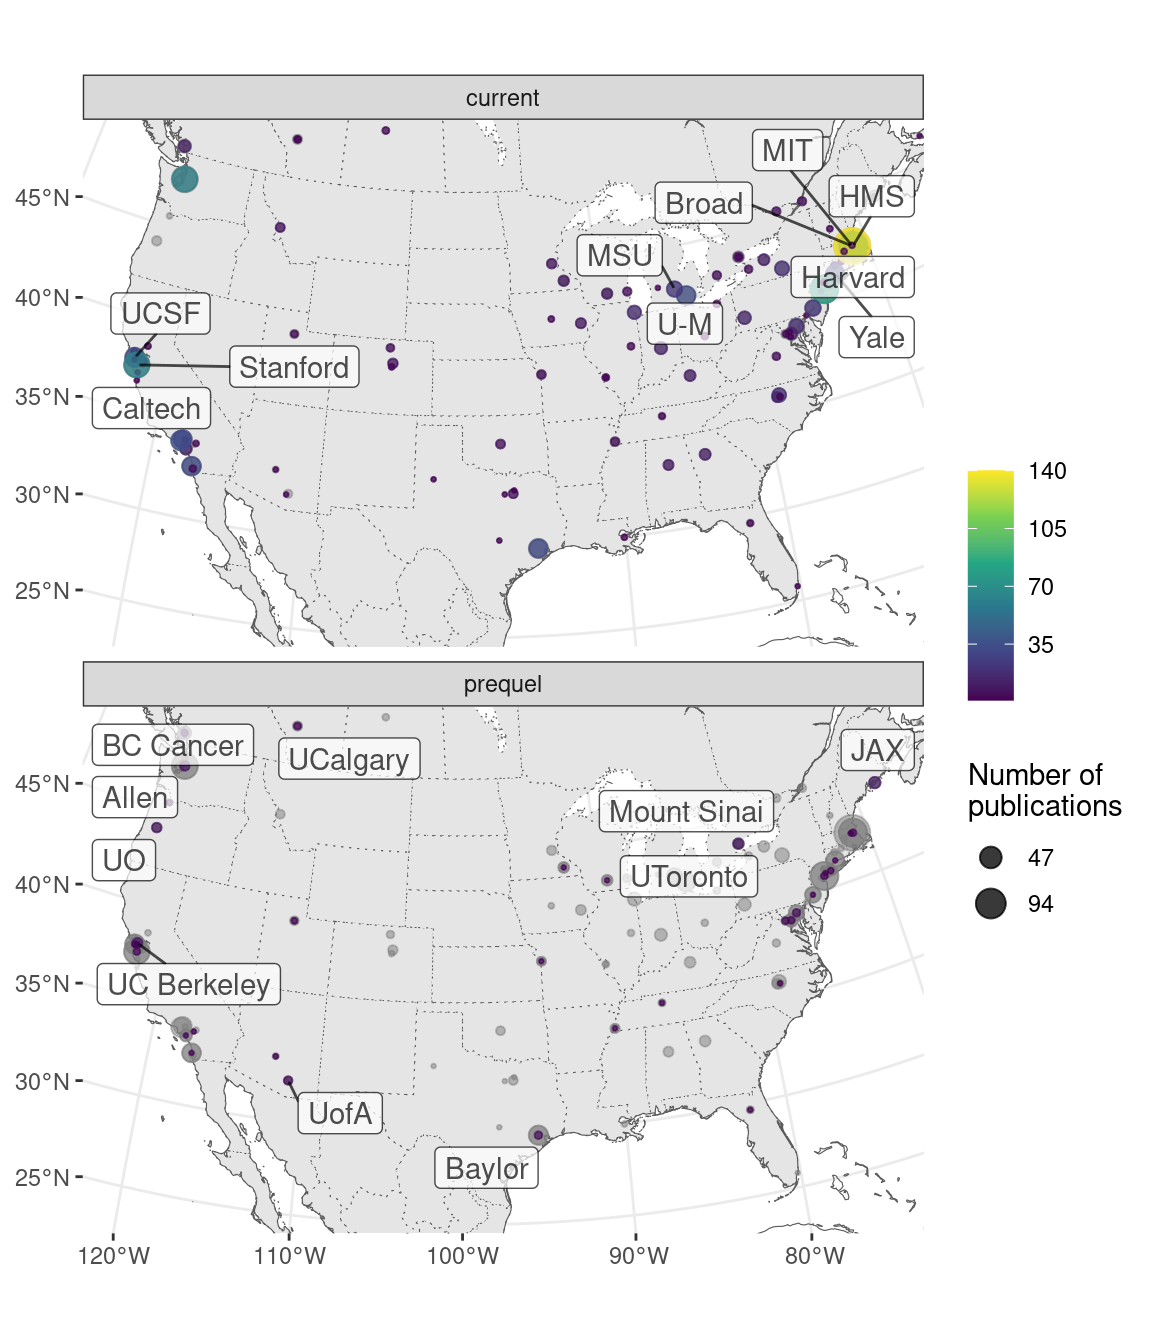 current
MIT
HMS
Broad
MSU
Harvard
U-M
Yale
UCSF
Stanford
Caltech
45°N
40°N
35°N
30°N
25°N
prequel
BC Cancer
UCalgary
JAX
Allen
Mount Sinai
UO
UToronto
UC Berkeley
UofA
Baylor
45°N
40°N
35°N
30°N
25°N
120°W
110°W
100°W
90°W
80°W
140
105
70
35
Number of
publications
47
94